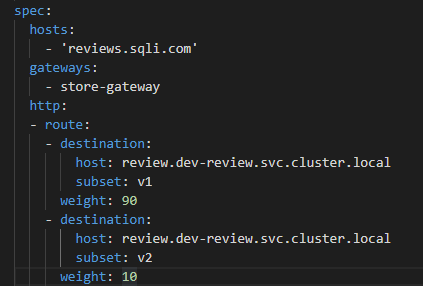 spec:
  hosts:
    - 'reviews.sqli.com'
  gateways:
    - store-gateway
  http:
  - route:
    - destination:
        host: review.dev-review.svc.cluster.local
        subset: v1
      weight: 90
    - destination:
        host: review.dev-review.svc.cluster.local
        subset: v2
      weight: 10